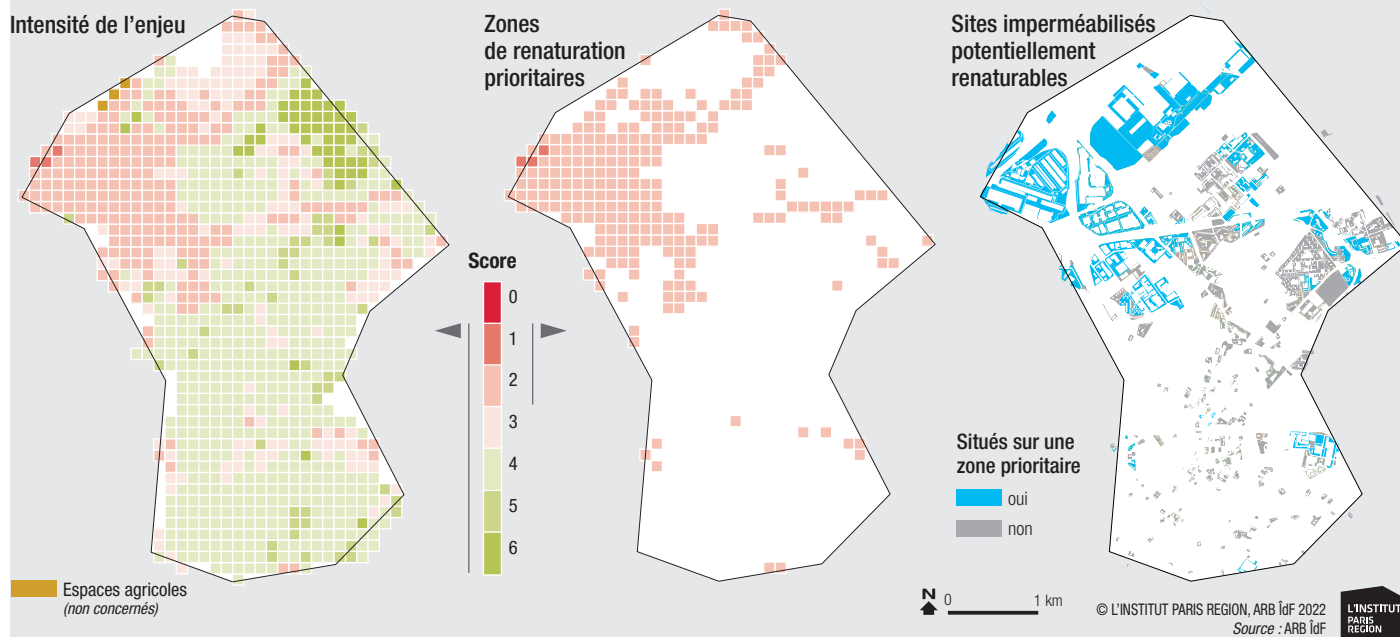 Intensité de l'enjeu
Zones
de renaturation
prioritaires
Sites imperméabilisés
potentiellement
renaturables
Score
0
1
2
3
4
5
6
Situés sur une
zone prioritaire
oui
non
Espaces agricoles
(non concernés)
N
0
1 km
© L'INSTITUT PARIS REGION, ARB ÎdF 2022
Source : ARB ÎdF
L'INSTITUT
PARIS
REGION